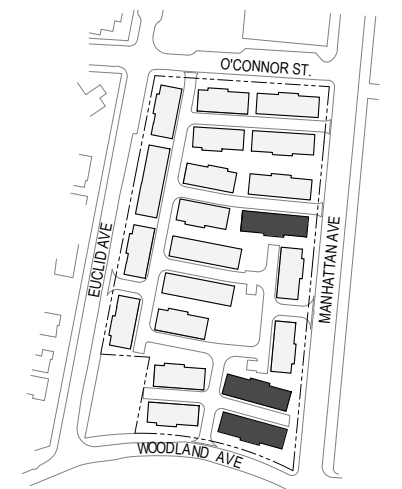 O'CONNOR ST.
EUCLID AVE
MANHATTAN AVE
WOODLAND AVE